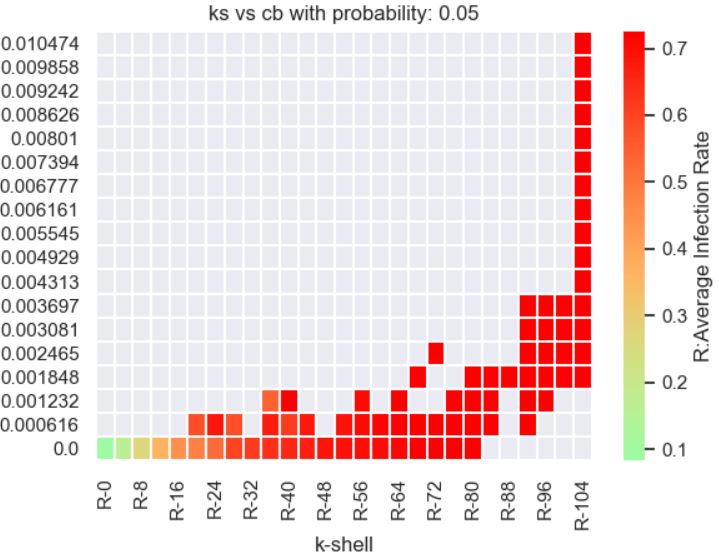 ks vs cb with probability: 0.05
0.010474
0.009858
0.009242
0.008626
0.00801
0.007394
0.006777
0.006161
0.005545
0.004929
0.004313
0.003697
0.003081
0.002465
0.001848
0.001232
0.000616
0.0
R-0
R-8
R-16
R-24
R-32
R-40
R-48
R-56
R-64
R-72
R-80
R-88
R-96
R-104
k-shell
0.7
0.6
0.5
0.4
0.3
0.2
0.1
R:Average Infection Rate